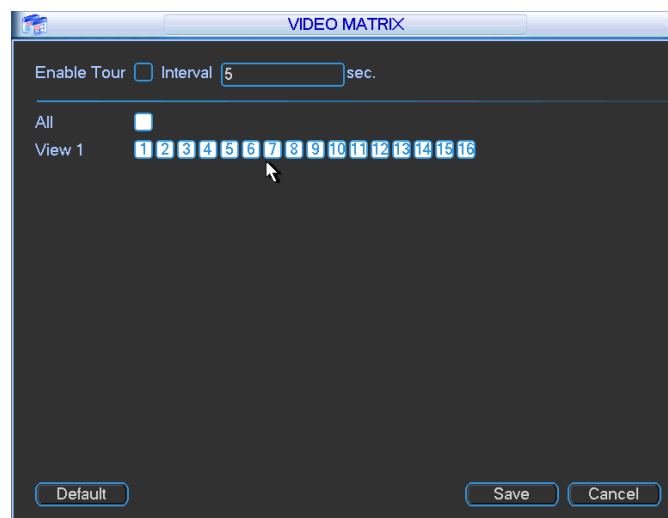 VIDEO MATRIX
Enable Tour Interval 5 sec.
All
View 1 1 2 3 4 5 6 7 8 9 10 11 12 13 14 15 16
Default Save Cancel